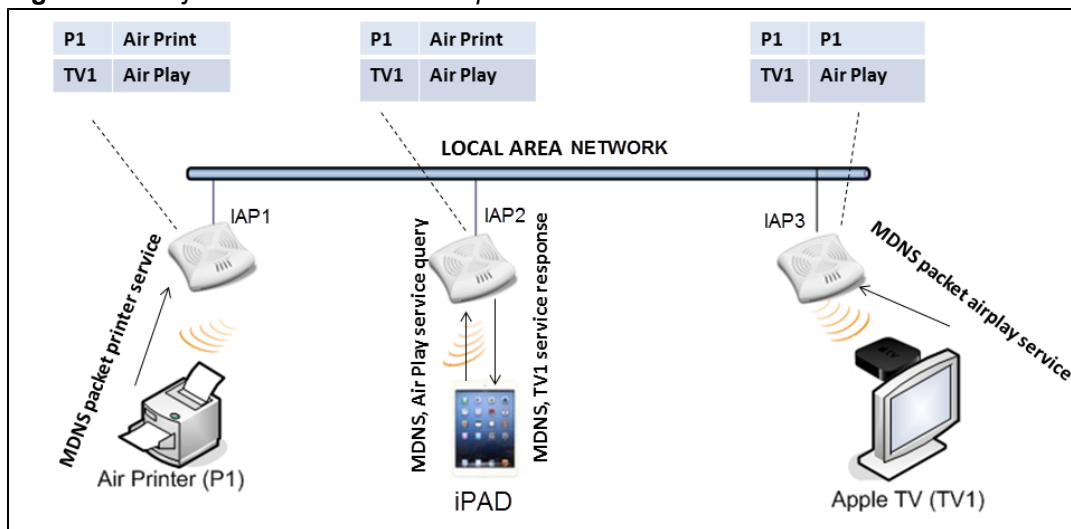 P1 Air Print
TV1 Air Play
P1 Air Print
TV1 Air Play
P1 P1
TV1 Air Play
LOCAL AREA NETWORK
IAP1
IAP2
IAP3
MDNS packet printer service
MDNS, Air Play service query
MDNS, TV1 service response
MDNS packet airplay service
tv
Air Printer (P1)
iPAD
Apple TV (TV1)